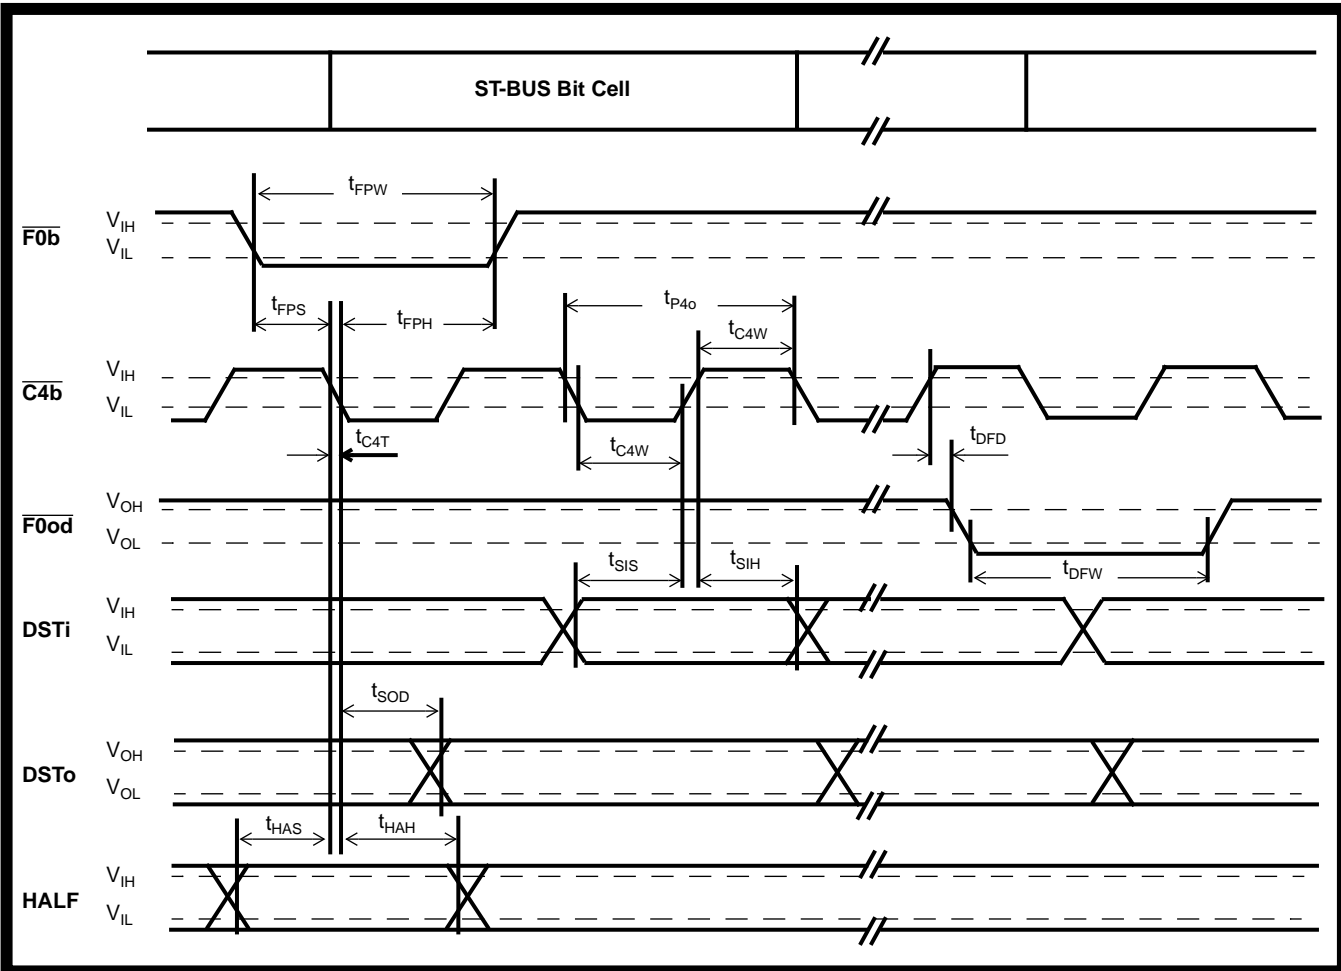 ST-BUS Bit Cell
tFPW
F0b
VIH
VIL
tFPS
tFPH
tP4o
tC4W
C4b
VIH
VIL
tC4T
tC4W
tDFD
F0od
VOH
VOL
tSIS
tSIH
tDFW
DSTi
VIH
VIL
tSOD
DSTo
VOH
VOL
tHAS
tHAH
HALF
VIH
VIL